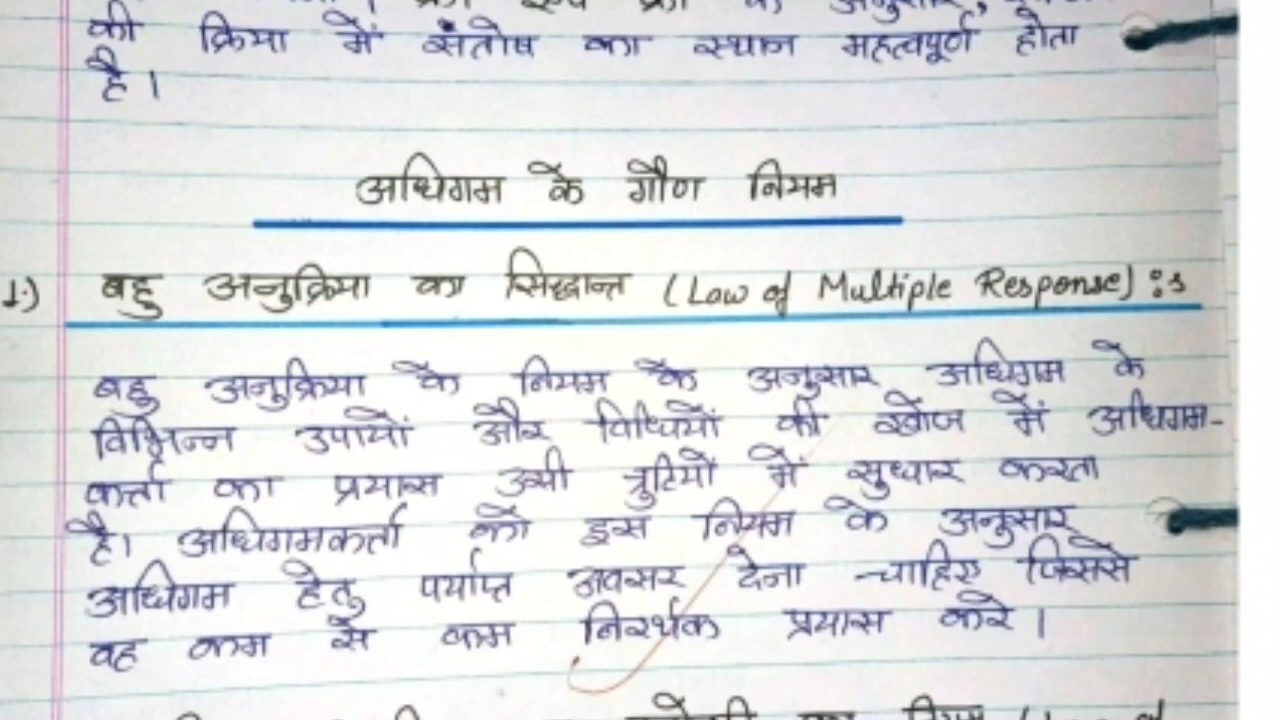 की क्रिया में संतोष का स्थान महत्वपूर्ण होता
है।
अधिगम के गौण नियम
1.) बहु अनुक्रिया का सिद्धान्त (Law of Multiple Response) :-
बहु अनुक्रिया के नियम के अनुसार अधिगम के
विभिन्न उपायों और विधियों की खोज में अधिगम-
कर्त्ता का प्रयास उसी त्रुटियों में सुधार करता
है। अधिगमकर्ता को इस नियम के अनुसार
अधिगम हेतु पर्याप्त अवसर देना चाहिए जिससे
वह कम से कम निरर्थक प्रयास करे।